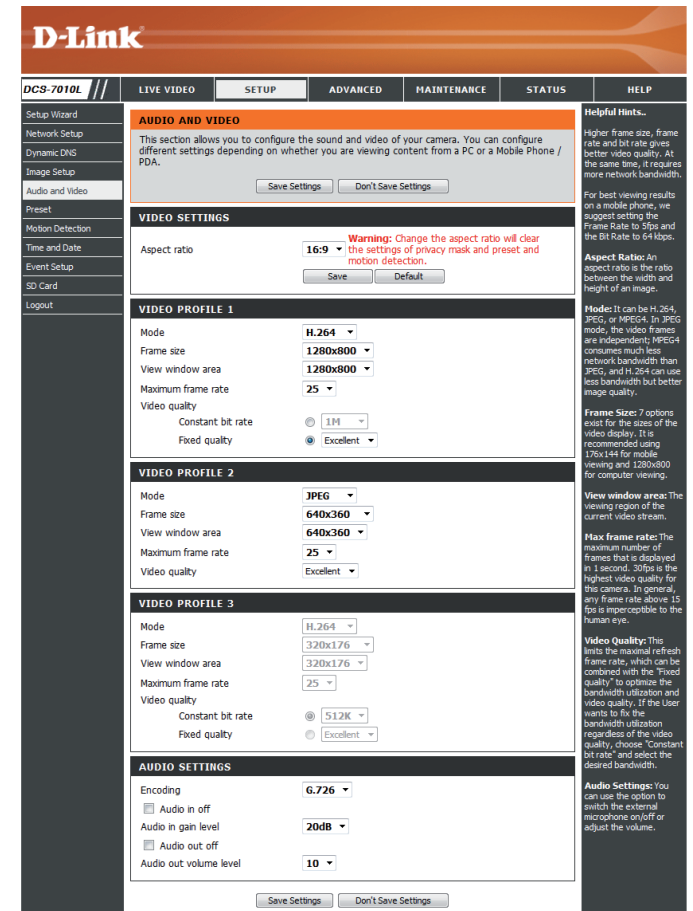 D-Link
DCS-7010L // LIVE VIDEO SETUP ADVANCED MAINTENANCE STATUS HELP
Setup Wizard
Network Setup
Dynamic DNS
Image Setup
Audio and Video
Preset
Motion Detection
Time and Date
Event Setup
SD Card
Logout
AUDIO AND VIDEO
This section allows you to configure the sound and video of your camera. You can configure
different settings depending on whether you are viewing content from a PC or a Mobile Phone /
PDA.
Save Settings Don't Save Settings
VIDEO SETTINGS
Aspect ratio 16:9 Warning: Change the aspect ratio will clear
the settings of privacy mask and preset and
motion detection.
Save Default
VIDEO PROFILE 1
Mode H.264
Frame size 1280x800
View window area 1280x800
Maximum frame rate 25
Video quality
Constant bit rate 1M
Fixed quality Excellent
VIDEO PROFILE 2
Mode JPEG
Frame size 640x360
View window area 640x360
Maximum frame rate 25
Video quality Excellent
VIDEO PROFILE 3
Mode H.264
Frame size 320x176
View window area 320x176
Maximum frame rate 25
Video quality
Constant bit rate 512K
Fixed quality Excellent
AUDIO SETTINGS
Encoding G.726
Audio in off
Audio in gain level 20dB
Audio out off
Audio out volume level 10
Save Settings Don't Save Settings
Helpful Hints..
Higher frame size, frame
rate and bit rate gives
better video quality. At
the same time, it requires
more network bandwidth.
For best viewing results
on a mobile phone, we
suggest setting the
Frame Rate to 5fps and
the Bit Rate to 64 kbps.
Aspect Ratio: An
aspect ratio is the ratio
between the width and
height of an image.
Mode: It can be H.264,
JPEG, or MPEG4. In JPEG
mode, the video frames
are independent; MPEG4
consumes much less
network bandwidth than
JPEG, and H.264 can use
less bandwidth but better
image quality.
Frame Size: 7 options
exist for the sizes of the
video display. It is
recommended using
176x144 for mobile
viewing and 1280x800
for computer viewing.
View window area: The
viewing region of the
current video stream.
Max frame rate: The
maximum number of
frames that is displayed
in 1 second. 30fps is the
highest video quality for
this camera. In general,
any frame rate above 15
fps is imperceptible to the
human eye.
Video Quality: This
limits the maximal refresh
frame rate, which can be
combined with the "Fixed
quality" to optimize the
bandwidth utilization and
video quality. If the User
wants to fix the
bandwidth utilization
regardless of the video
quality, choose "Constant
bit rate" and select the
desired bandwidth.
Audio Settings: You
can use the option to
switch the external
microphone on/off or
adjust the volume.